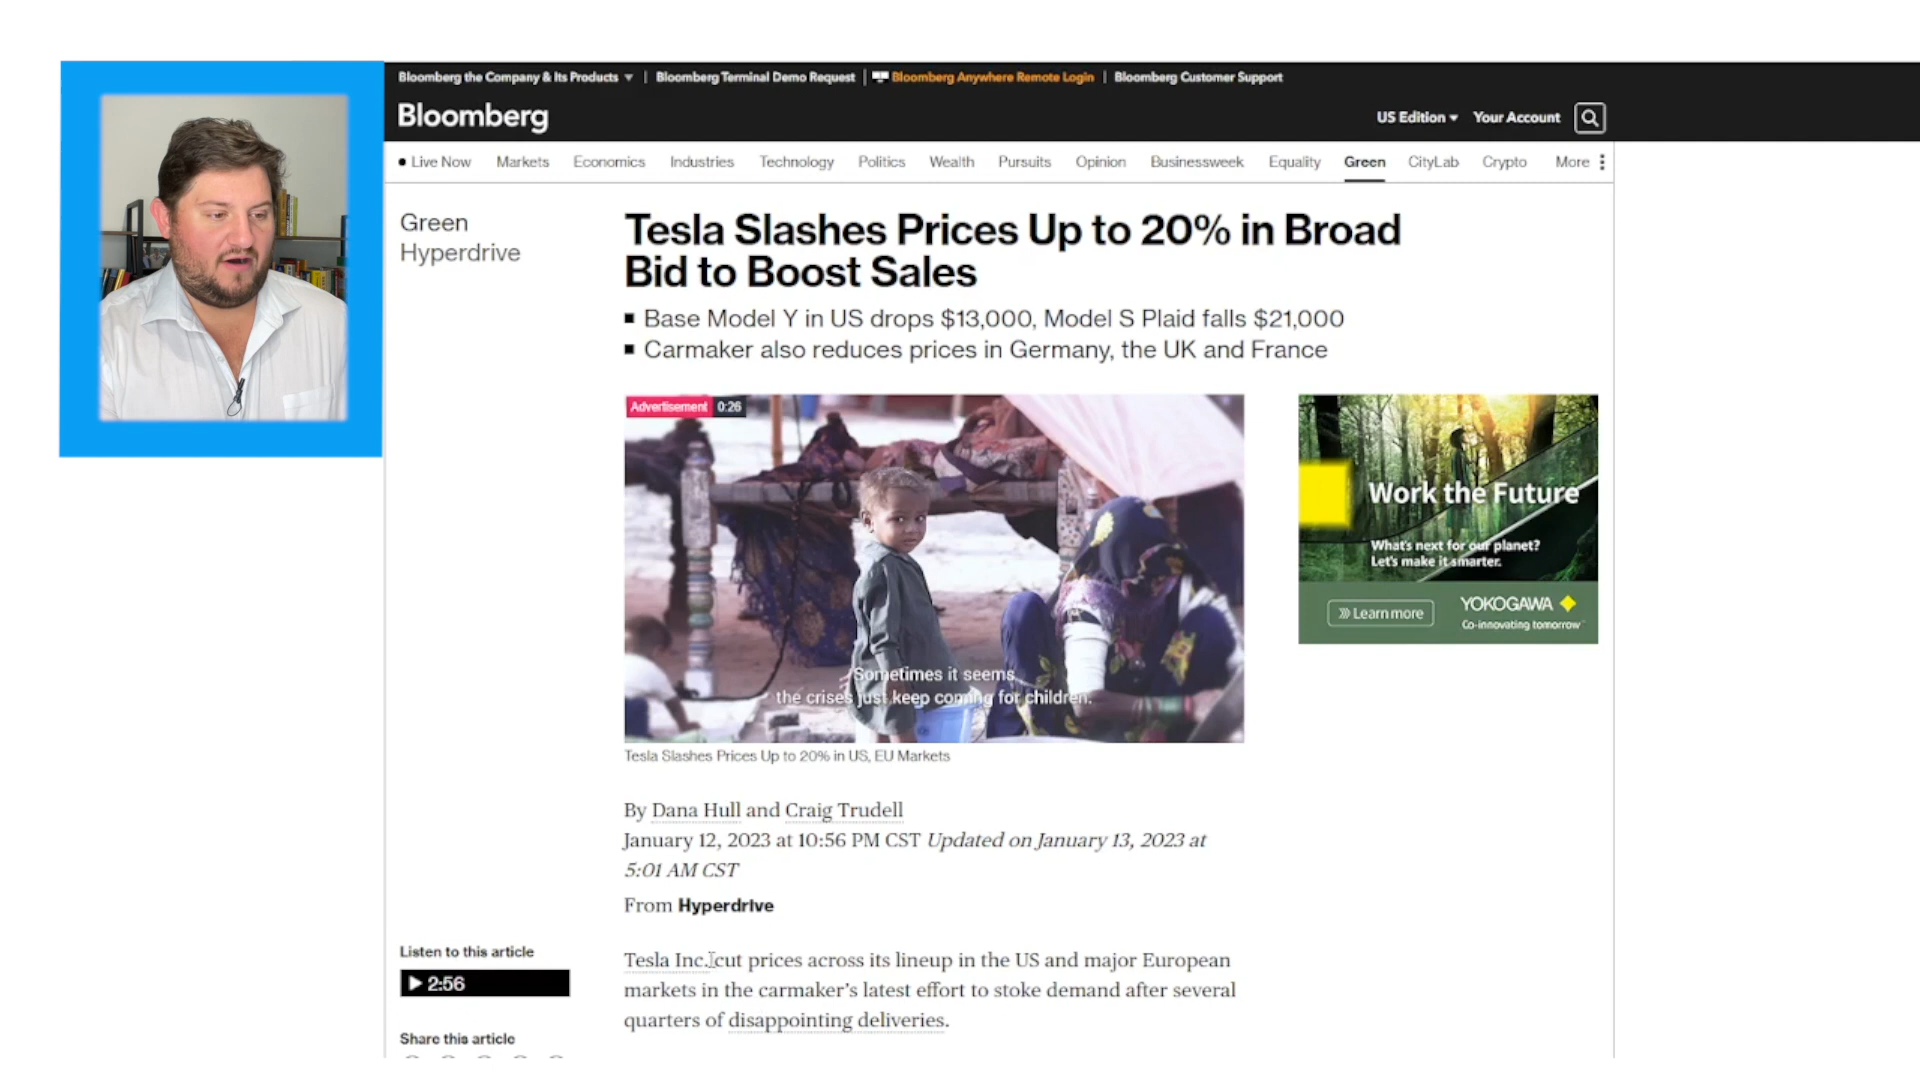 Bloomberg the Company & Its Products ▼ | Bloomberg Terminal Demo Request | Bloomberg Anywhere Remote Login | Bloomberg Customer Support
Bloomberg
US Edition ▾ Your Account
• Live Now Markets Economics Industries Technology Politics Wealth Pursuits Opinion Businessweek Equality Green CityLab Crypto More
Green
Hyperdrive
Tesla Slashes Prices Up to 20% in Broad
Bid to Boost Sales
■ Base Model Y in US drops $13,000, Model S Plaid falls $21,000
■ Carmaker also reduces prices in Germany, the UK and France
Advertisement 0:26
Sometimes it seems
the crises just keep coming for children.
Work the Future
What's next for our planet?
Let's make it smarter.
Learn more
YOKOGAWA
Co-innovating tomorrow™
Tesla Slashes Prices Up to 20% in US, EU Markets
By Dana Hull and Craig Trudell
January 12, 2023 at 10:56 PM CST Updated on January 13, 2023 at
5:01 AM CST
From Hyperdrive
Listen to this article
2:56
Tesla Inc. cut prices across its lineup in the US and major European
markets in the carmaker's latest effort to stoke demand after several
quarters of disappointing deliveries.
Share this article